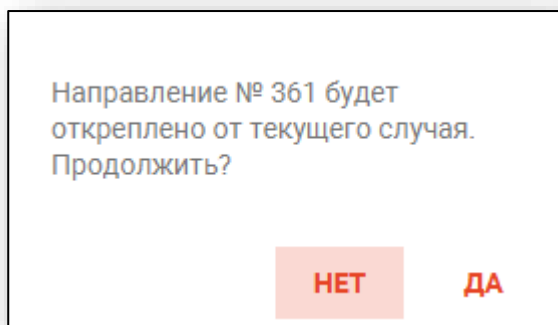 Направление № 361 будет
откреплено от текущего случая.
Продолжить?
НЕТ ДА